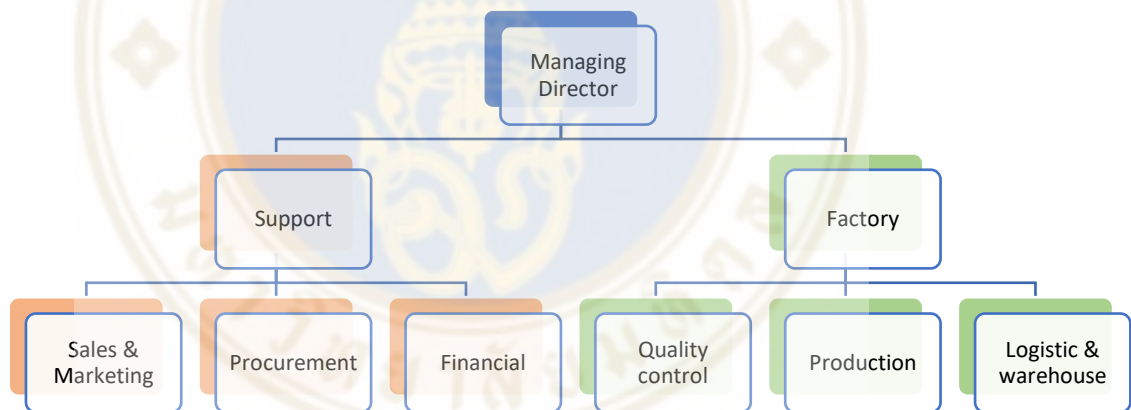 Managing
Director
Support
Factory
Sales &
Marketing
Procurement
Financial
Quality
control
Production
Logistic &
warehouse